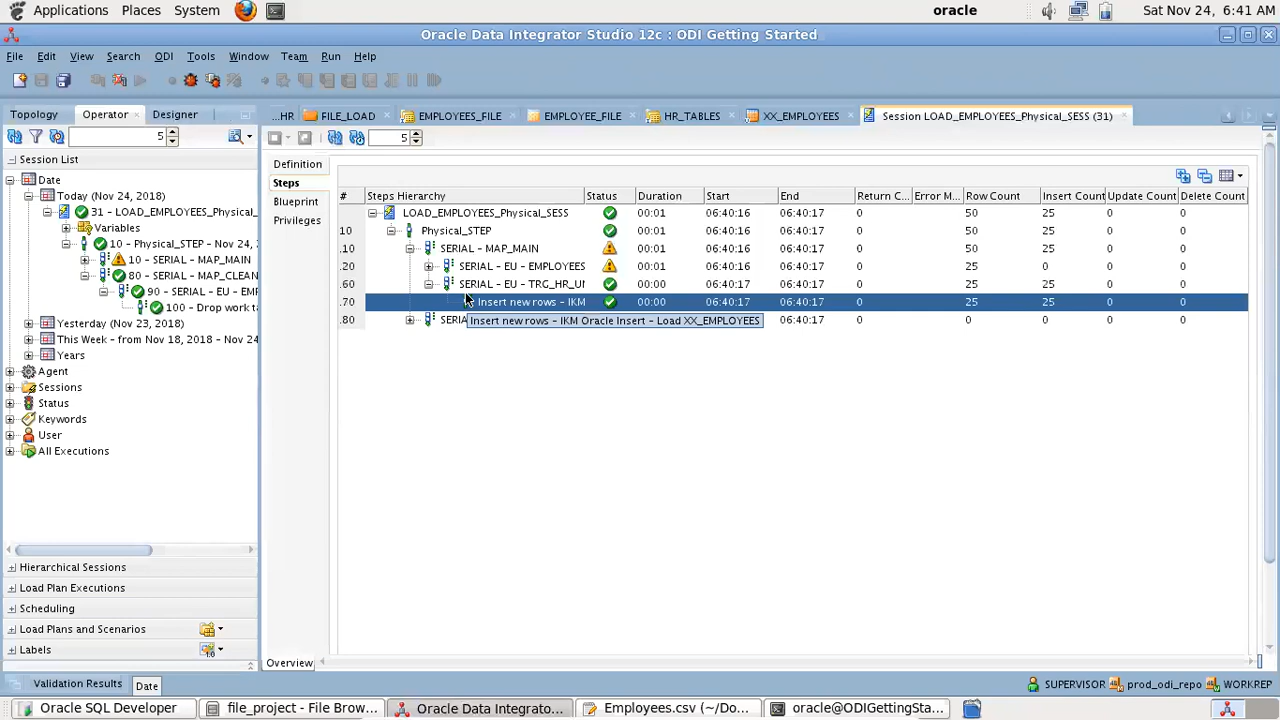 Applications Places System oracle Sat Nov 24, 6:41 AM
Oracle Data Integrator Studio 12c : ODI Getting Started
File Edit View Search ODI Tools Window Team Run Help
Topology Operator Designer ...HR FILE_LOAD EMPLOYEES_FILE EMPLOYEE_FILE HR_TABLES XX_EMPLOYEES Session LOAD_EMPLOYEES_Physical_SESS (31)
5 5
Session List
Date
Today (Nov 24, 2018)
31 - LOAD_EMPLOYEES_Physical_
Variables
10 - Physical_STEP - Nov 24,
10 - SERIAL - MAP_MAIN
80 - SERIAL - MAP_CLEAN
90 - SERIAL - EU - EMP
100 - Drop work ta
Yesterday (Nov 23, 2018)
This Week - from Nov 18, 2018 - Nov 24
Years
Agent
Sessions
Status
Keywords
User
All Executions
Hierarchical Sessions
Load Plan Executions
Scheduling
Load Plans and Scenarios
Labels
Definition
Steps
Blueprint
Privileges
# Steps Hierarchy Status Duration Start End Return C... Error M... Row Count Insert Count Update Count Delete Count
LOAD_EMPLOYEES_Physical_SESS 00:01 06:40:16 06:40:17 0 50 25 0 0
10 Physical_STEP 00:01 06:40:16 06:40:17 0 50 25 0 0
.10 SERIAL - MAP_MAIN 00:01 06:40:16 06:40:17 0 50 25 0 0
.20 SERIAL - EU - EMPLOYEES 00:01 06:40:16 06:40:17 0 25 25 0 0
.60 SERIAL - EU - TRG_HR_UN 00:00 06:40:17 06:40:17 0 25 25 0 0
.70 Insert new rows - IKM 00:00 06:40:17 06:40:17 0 25 25 0 0
.80 SERIA 06:40:17 0 0 0 0 0
Insert new rows - IKM Oracle Insert - Load XX_EMPLOYEES
Overview
Validation Results Date SUPERVISOR prod_odi_repo WORKREP
Oracle SQL Developer file_project - File Brow... Oracle Data Integrato... Employees.csv (~/Do... oracle@ODIGettingSta...